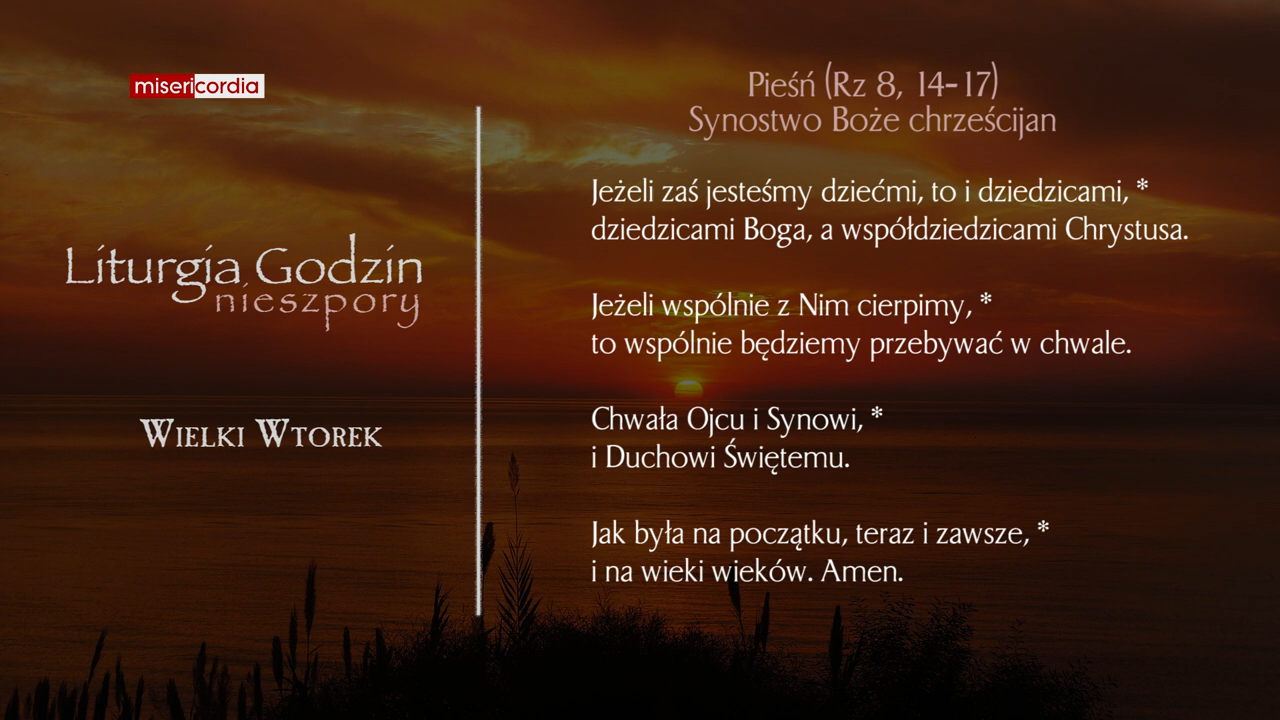 misericordia
Liturgia Godzin
nieszpory
Wielki Wtorek
Pieśń (Rz 8, 14-17)
Synostwo Boże chrześcijan
Jeżeli zaś jesteśmy dziećmi, to i dziedzicami, *
dziedzicami Boga, a współdziedzicami Chrystusa.
Jeżeli wspólnie z Nim cierpimy, *
to wspólnie będziemy przebywać w chwale.
Chwała Ojcu i Synowi, *
i Duchowi Świętemu.
Jak była na początku, teraz i zawsze, *
i na wieki wieków. Amen.